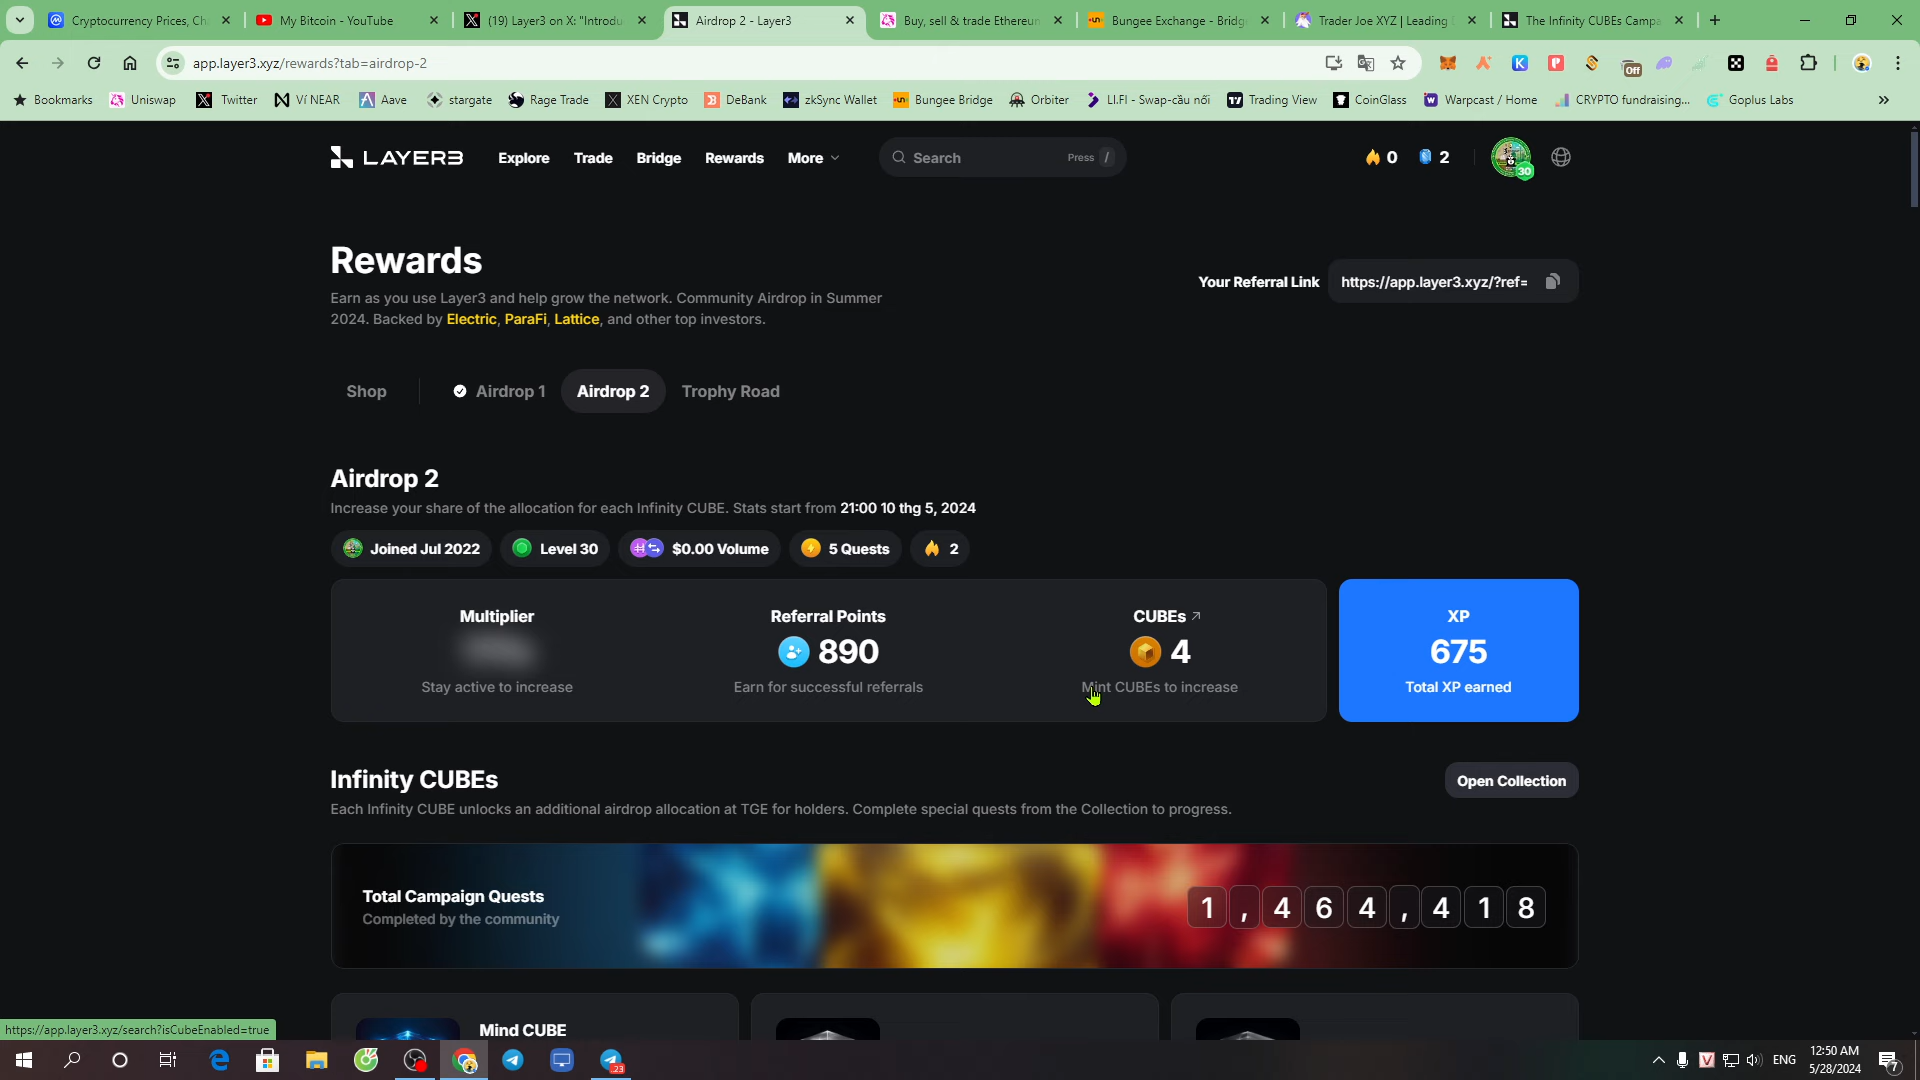 Cryptocurrency Prices, Ch
My Bitcoin - YouTube
(19) Layer3 on X: "Introdu
Airdrop 2 - Layer3
Buy, sell & trade Ethereum
Bungee Exchange - Bridge
Trader Joe XYZ | Leading
The Infinity CUBEs Campa
app.layer3.xyz/rewards?tab=airdrop-2
Off
Bookmarks
Uniswap
Twitter
Ví NEAR
Aave
stargate
Rage Trade
XEN Crypto
DeBank
zkSync Wallet
Bungee Bridge
Orbiter
LI.FI - Swap-cầu nối
Trading View
CoinGlass
Warpcast / Home
CRYPTO fundraising...
Goplus Labs
LAYER3
Explore
Trade
Bridge
Rewards
More
Search
Press /
0
2
30
Rewards
Earn as you use Layer3 and help grow the network. Community Airdrop in Summer
2024. Backed by Electric, ParaFi, Lattice, and other top investors.
Your Referral Link
https://app.layer3.xyz/?ref=
Shop
Airdrop 1
Airdrop 2
Trophy Road
Airdrop 2
Increase your share of the allocation for each Infinity CUBE. Stats start from 21:00 10 thg 5, 2024
Joined Jul 2022
Level 30
$0.00 Volume
5 Quests
2
Multiplier
Stay active to increase
Referral Points
890
Earn for successful referrals
CUBEs
4
Mint CUBEs to increase
XP
675
Total XP earned
Infinity CUBEs
Each Infinity CUBE unlocks an additional airdrop allocation at TGE for holders. Complete special quests from the Collection to progress.
Open Collection
Total Campaign Quests
Completed by the community
1,464,418
Mind CUBE
https://app.layer3.xyz/search?isCubeEnabled=true
23
ENG
12:50 AM
5/28/2024
7